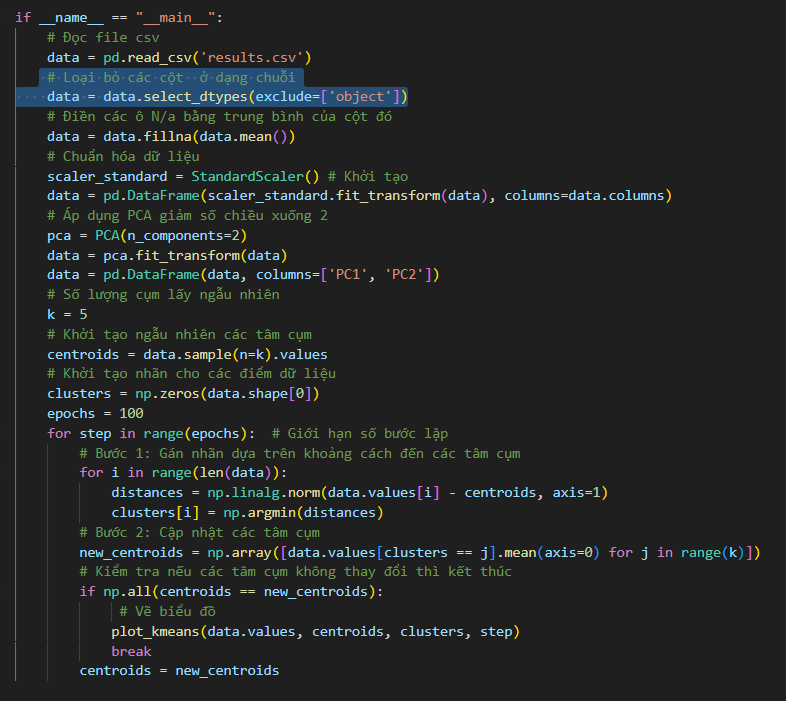 if __name__ == "__main__":
    # Đọc file csv
    data = pd.read_csv('results.csv')
    # Loại bỏ các cột  ở dạng chuỗi
    data = data.select_dtypes(exclude=['object'])
    # Điền các ô N/a bằng trung bình của cột đó
    data = data.fillna(data.mean())
    # Chuẩn hóa dữ liệu
    scaler_standard = StandardScaler() # Khởi tạo
    data = pd.DataFrame(scaler_standard.fit_transform(data), columns=data.columns)
    # Áp dụng PCA giảm số chiều xuống 2
    pca = PCA(n_components=2)
    data = pca.fit_transform(data)
    data = pd.DataFrame(data, columns=['PC1', 'PC2'])
    # Số lượng cụm lấy ngẫu nhiên
    k = 5
    # Khởi tạo ngẫu nhiên các tâm cụm
    centroids = data.sample(n=k).values
    # Khởi tạo nhãn cho các điểm dữ liệu
    clusters = np.zeros(data.shape[0])
    epochs = 100
    for step in range(epochs):  # Giới hạn số bước lặp
        # Bước 1: Gán nhãn dựa trên khoảng cách đến các tâm cụm
        for i in range(len(data)):
            distances = np.linalg.norm(data.values[i] - centroids, axis=1)
            clusters[i] = np.argmin(distances)
        # Bước 2: Cập nhật các tâm cụm
        new_centroids = np.array([data.values[clusters == j].mean(axis=0) for j in range(k)])
        # Kiểm tra nếu các tâm cụm không thay đổi thì kết thúc
        if np.all(centroids == new_centroids):
             # Vẽ biểu đồ
            plot_kmeans(data.values, centroids, clusters, step)
            break
        centroids = new_centroids